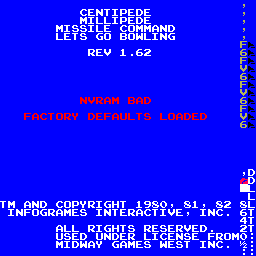 CENTIPEDE
MILLIPEDE
MISSILE COMMAND
LETS GO BOWLING
REV 1.62
NVRAM BAD
FACTORY DEFAULTS LOADED
TM AND COPYRIGHT 1980, 81, 82
INFOGRAMES INTERACTIVE, INC.
ALL RIGHTS RESERVED.
USED UNDER LICENSE FROM
MIDWAY GAMES WEST INC.